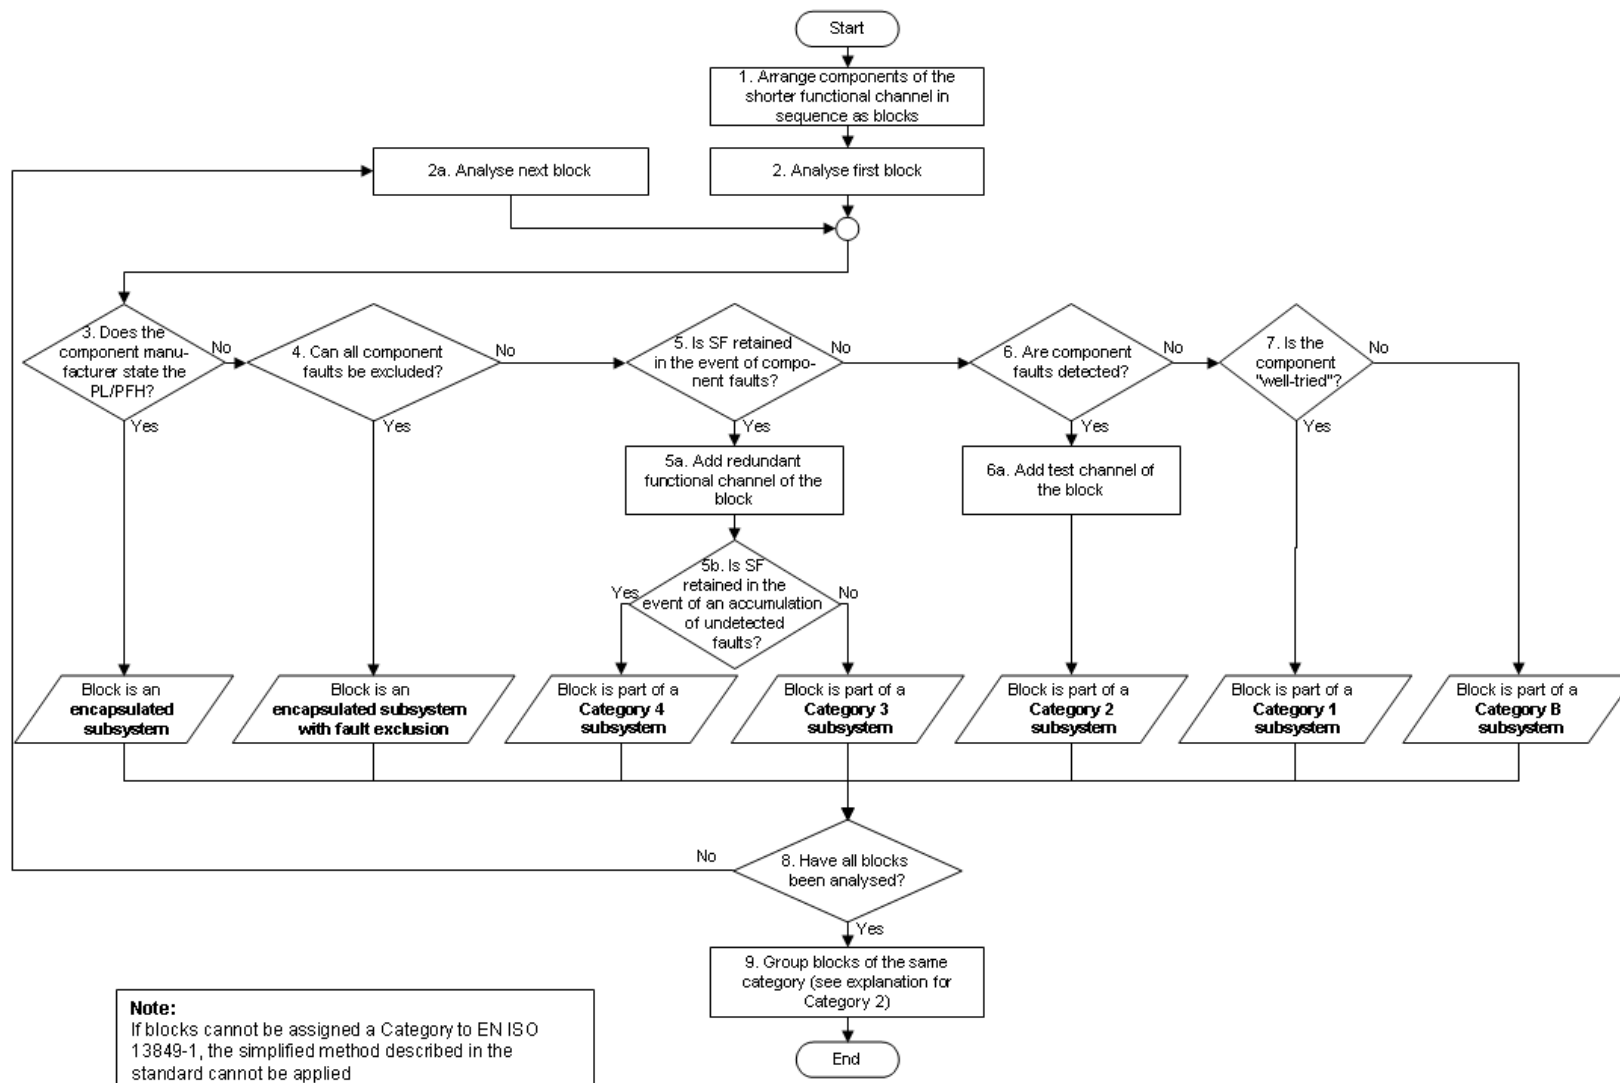 Start
1. Arrange components of the
shorter functional channel in
sequence as blocks
2a. Analyse next block
2. Analyse first block
3. Does the
component manu-
facturer state the
PL/PFH?
No
Yes
4. Can all component
faults be excluded?
No
Yes
5. Is SF retained
in the event of compo-
nent faults?
No
Yes
6. Are component
faults detected?
No
Yes
7. Is the
component
"well-tried"?
No
Yes
5a. Add redundant
functional channel of the
block
6a. Add test channel of
the block
5b. Is SF
retained in the
event of an accumulation
of undetected
faults?
Yes
No
Block is an
encapsulated
subsystem
Block is an
encapsulated subsystem
with fault exclusion
Block is part of a
Category 4
subsystem
Block is part of a
Category 3
subsystem
Block is part of a
Category 2
subsystem
Block is part of a
Category 1
subsystem
Block is part of a
Category B
subsystem
8. Have all blocks
been analysed?
No
Yes
9. Group blocks of the same
category (see explanation for
Category 2)
End
Note:
If blocks cannot be assigned a Category to EN ISO
13849-1, the simplified method described in the
standard cannot be applied